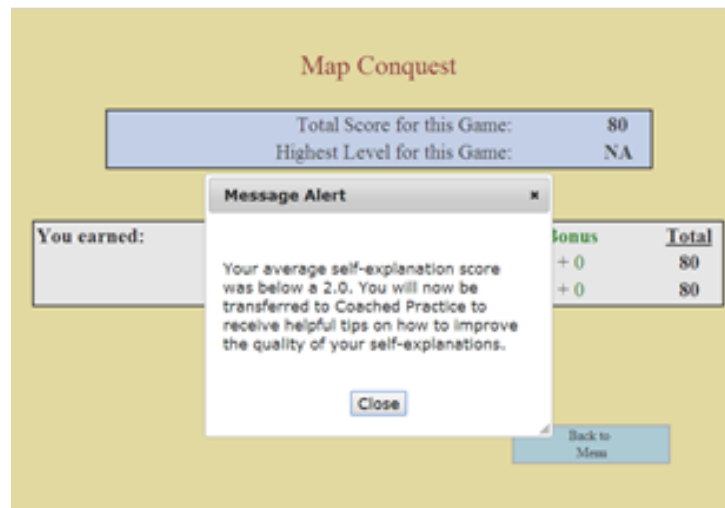 Map Conquest
Total Score for this Game: 80
Highest Level for this Game: NA
Message Alert
You earned: Bonus Total
+ 0 80
+ 0 80
Your average self-explanation score
was below a 2.0. You will now be
transferred to Coached Practice to
receive helpful tips on how to improve
the quality of your self-explanations.
Close
Back to
Menu